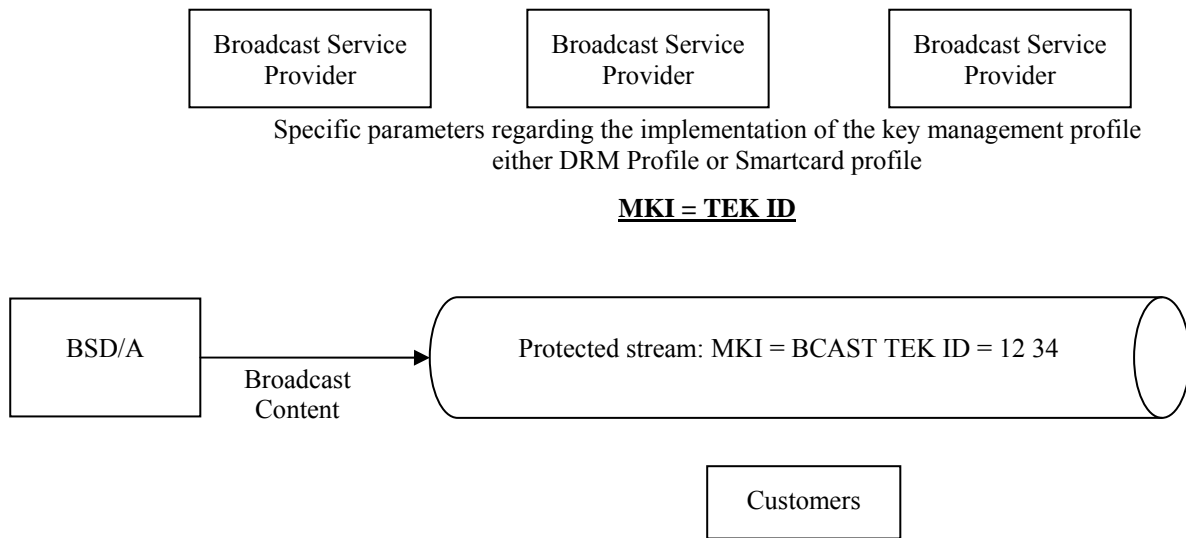 Broadcast Service
Provider
Broadcast Service
Provider
Broadcast Service
Provider
Specific parameters regarding the implementation of the key management profile
either DRM Profile or Smartcard profile
MKI = TEK ID
BSD/A
Broadcast
Content
Protected stream: MKI = BCAST TEK ID = 12 34
Customers